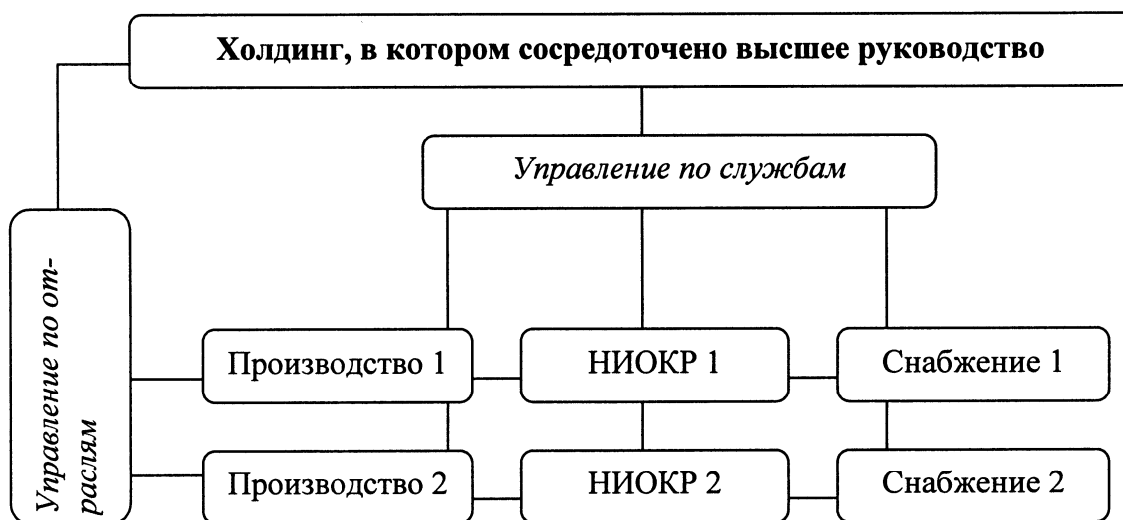 Холдинг, в котором сосредоточено высшее руководство
Управление по службам
Управление по от-
раслям
Производство 1
НИОКР 1
Снабжение 1
Производство 2
НИОКР 2
Снабжение 2